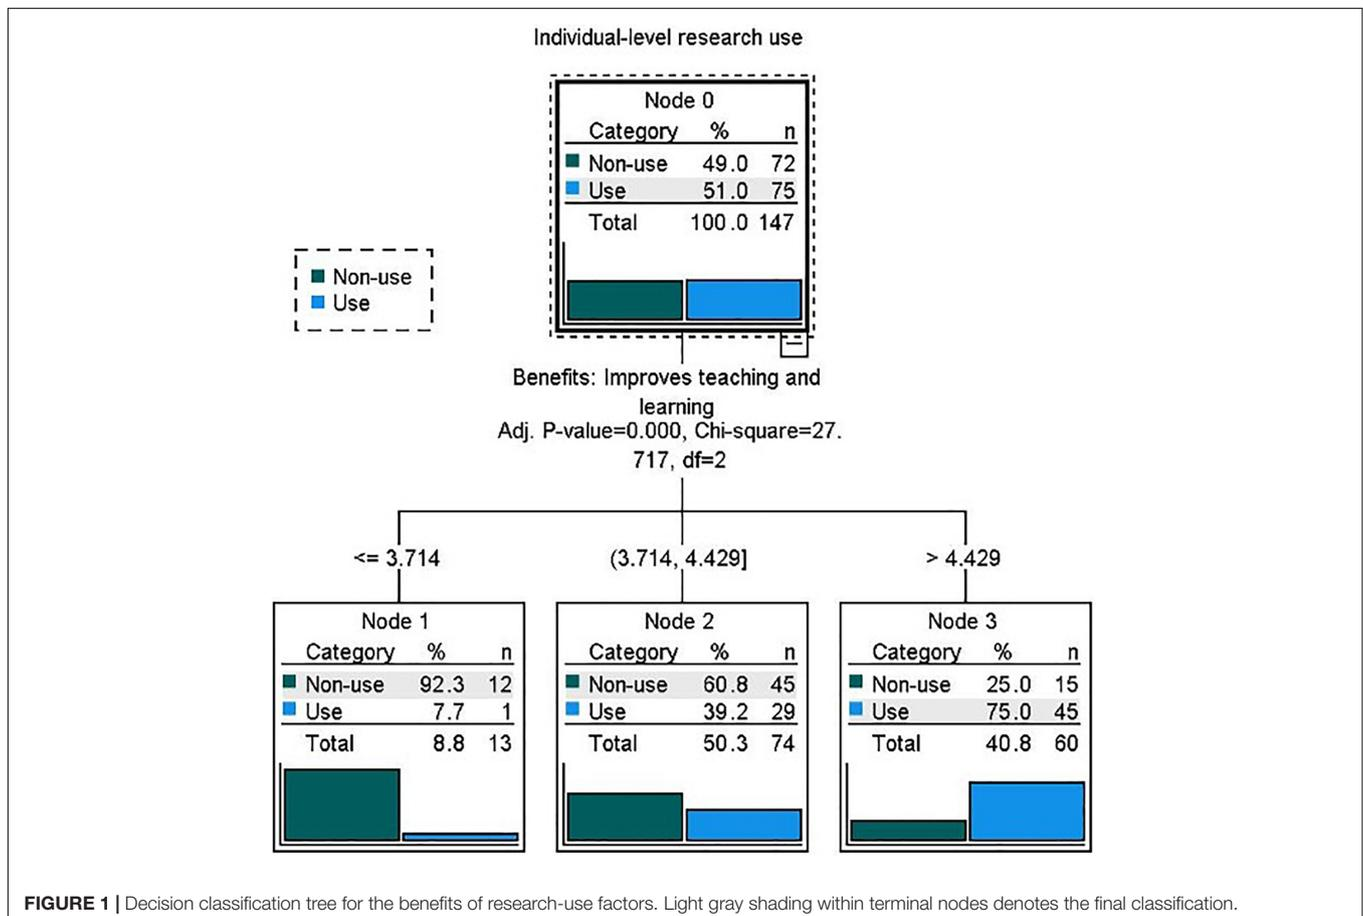 Individual-level research use
Node 0
Category % n
Non-use 49.0 72
Use 51.0 75
Total 100.0 147
Non-use
Use
Benefits: Improves teaching and
learning
Adj. P-value=0.000, Chi-square=27.
717, df=2
<= 3.714
(3.714, 4.429]
> 4.429
Node 1
Category % n
Non-use 92.3 12
Use 7.7 1
Total 8.8 13
Node 2
Category % n
Non-use 60.8 45
Use 39.2 29
Total 50.3 74
Node 3
Category % n
Non-use 25.0 15
Use 75.0 45
Total 40.8 60
FIGURE 1 | Decision classification tree for the benefits of research-use factors. Light gray shading within terminal nodes denotes the final classification.